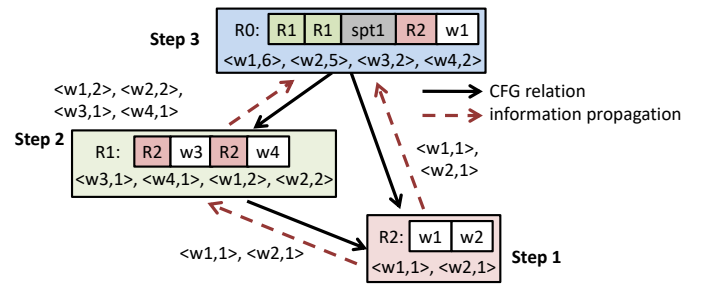 Step 3
R0: R1 R1 spt1 R2 w1
<w1,6>, <w2,5>, <w3,2>, <w4,2>
<w1,2>, <w2,2>,
<w3,1>, <w4,1>
CFG relation
information propagation
Step 2
R1: R2 w3 R2 w4
<w3,1>, <w4,1>, <w1,2>, <w2,2>
<w1,1>,
<w2,1>
<w1,1>, <w2,1>
R2: w1 w2
<w1,1>, <w2,1>
Step 1